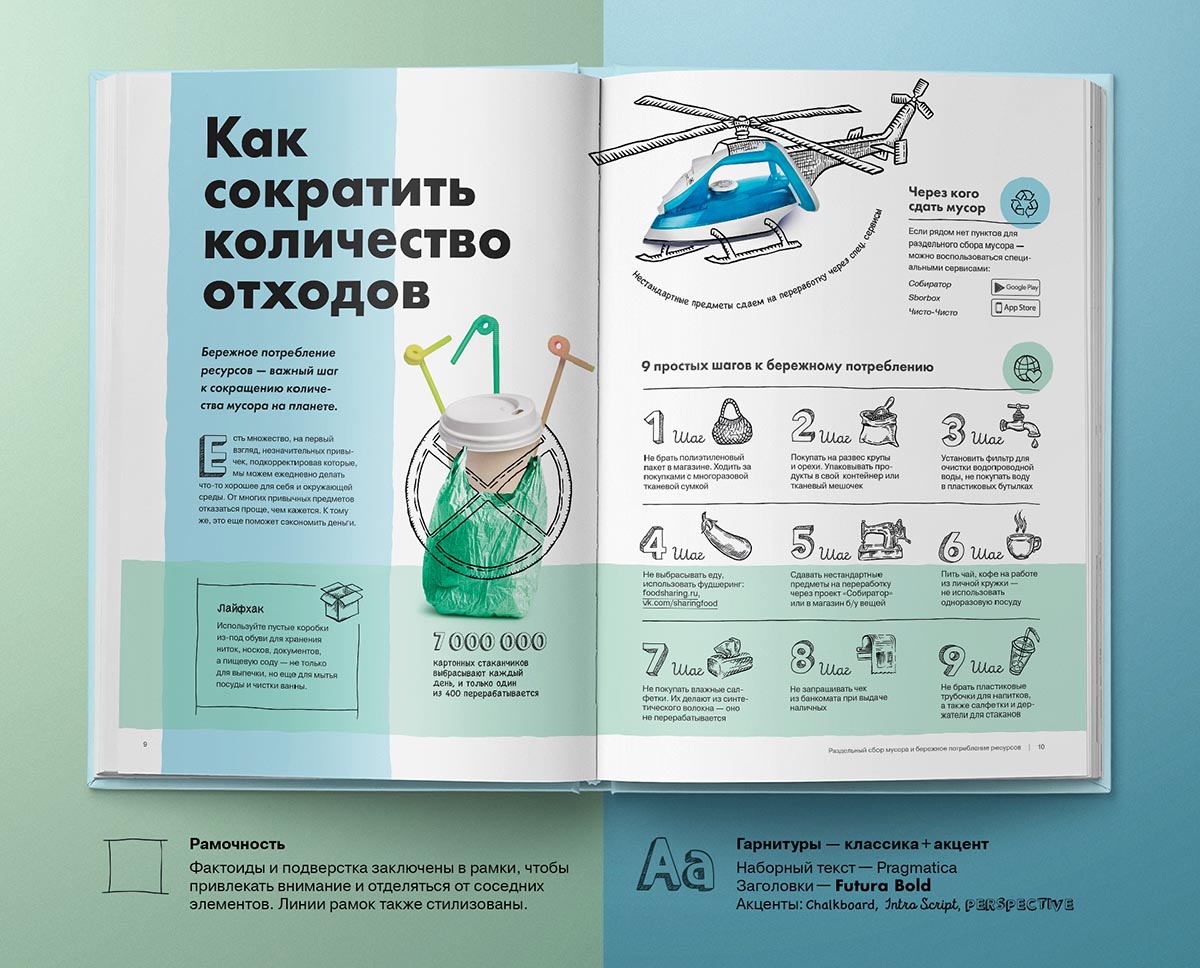 Как
сократить
количество
отходов
Бережное потребление
ресурсов — важный шаг
к сокращению количе-
ства мусора на планете.
Есть множество, на первый
взгляд, незначительных привы-
чек, подкорректировав которые,
мы можем ежедневно делать
что-то хорошее для себя и окружающей
среды. От многих привычных предметов
отказаться проще, чем кажется. К тому
же, это еще поможет сэкономить деньги.
Лайфхак
Используйте пустые коробки
из-под обуви для хранения
ниток, носков, документов,
а пищевую соду — не только
для выпечки, но еще для мытья
посуды и чистки ванны.
7 000 000
картонных стаканчиков
выбрасывают каждый
день, и только один
из 400 перерабатывается
9
Нестандартные предметы сдаем на переработку через спец. сервисы
Через кого
сдать мусор
Если рядом нет пунктов для
раздельного сбора мусора —
можно воспользоваться специ-
альными сервисами:
Собиратор
Sborbox
Чисто-Чисто
Google Play
App Store
9 простых шагов к бережному потреблению
1 Шаг
Не брать полиэтиленовый
пакет в магазине. Ходить за
покупками с многоразовой
тканевой сумкой
2 Шаг
Покупать на развес крупы
и орехи. Упаковывать про-
дукты в свой контейнер или
тканевый мешочек
3 Шаг
Установить фильтр для
очистки водопроводной
воды, не покупать воду
в пластиковых бутылках
4 Шаг
Не выбрасывать еду,
использовать фудшеринг:
foodsharing.ru,
vk.com/sharingfood
5 Шаг
Сдавать нестандартные
предметы на переработку
через проект «Собиратор»
или в магазин б/у вещей
6 Шаг
Пить чай, кофе на работе
из личной кружки —
не использовать
одноразовую посуду
7 Шаг
Не покупать влажные сал-
фетки. Их делают из синте-
тического волокна — оно
не перерабатывается
8 Шаг
Не запрашивать чек
из банкомата при выдаче
наличных
9 Шаг
Не брать пластиковые
трубочки для напитков,
а также салфетки и дер-
жатели для стаканов
Раздельный сбор мусора и бережное потребление ресурсов | 10
Рамочность
Фактоиды и подверстка заключены в рамки, чтобы
привлекать внимание и отделяться от соседних
элементов. Линии рамок также стилизованы.
Aa
Гарнитуры — классика + акцент
Наборный текст — Pragmatica
Заголовки — Futura Bold
Акценты: Chalkboard, Intro Script, PERSPECTIVE